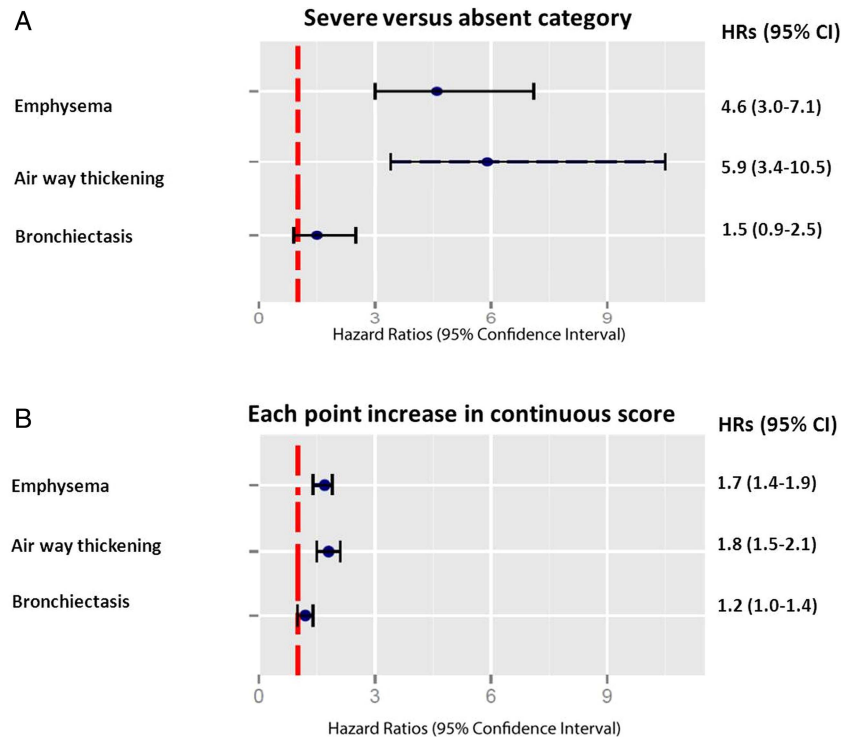 A
Severe versus absent category
HRs (95% CI)
Emphysema
4.6 (3.0-7.1)
Air way thickening
5.9 (3.4-10.5)
Bronchiectasis
1.5 (0.9-2.5)
0 3 6 9
Hazard Ratios (95% Confidence Interval)
B
Each point increase in continuous score
HRs (95% CI)
Emphysema
1.7 (1.4-1.9)
Air way thickening
1.8 (1.5-2.1)
Bronchiectasis
1.2 (1.0-1.4)
0 3 6 9
Hazard Ratios (95% Confidence Interval)